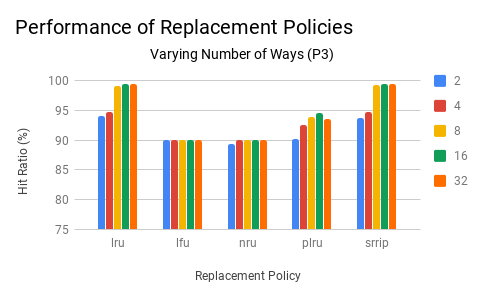 Performance of Replacement Policies
Varying Number of Ways (P3)
Hit Ratio (%)
100
95
90
85
80
75
lru
lfu
nru
plru
srrip
Replacement Policy
2
4
8
16
32